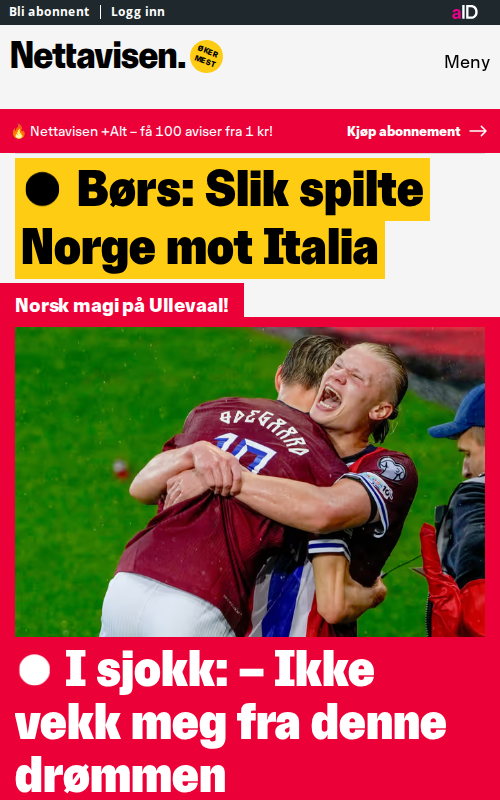 Bli abonnent | Logg inn
aID
Nettavisen.
ØKER
MEST
Meny
🔥 Nettavisen +Alt – få 100 aviser fra 1 kr!
Kjøp abonnement →
Børs: Slik spilte
Norge mot Italia
Norsk magi på Ullevaal!
ØDEGAARD
10
I sjokk: – Ikke
vekk meg fra denne
drømmen